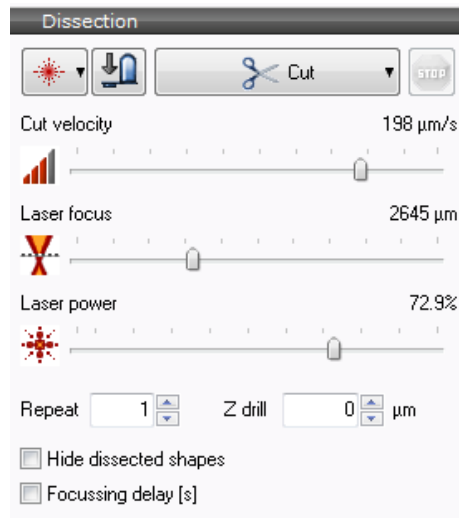 Dissection
Cut STOP
Cut velocity 198 µm/s
Laser focus 2645 µm
Laser power 72.9%
Repeat 1 Z drill 0 µm
Hide dissected shapes
Focussing delay [s]